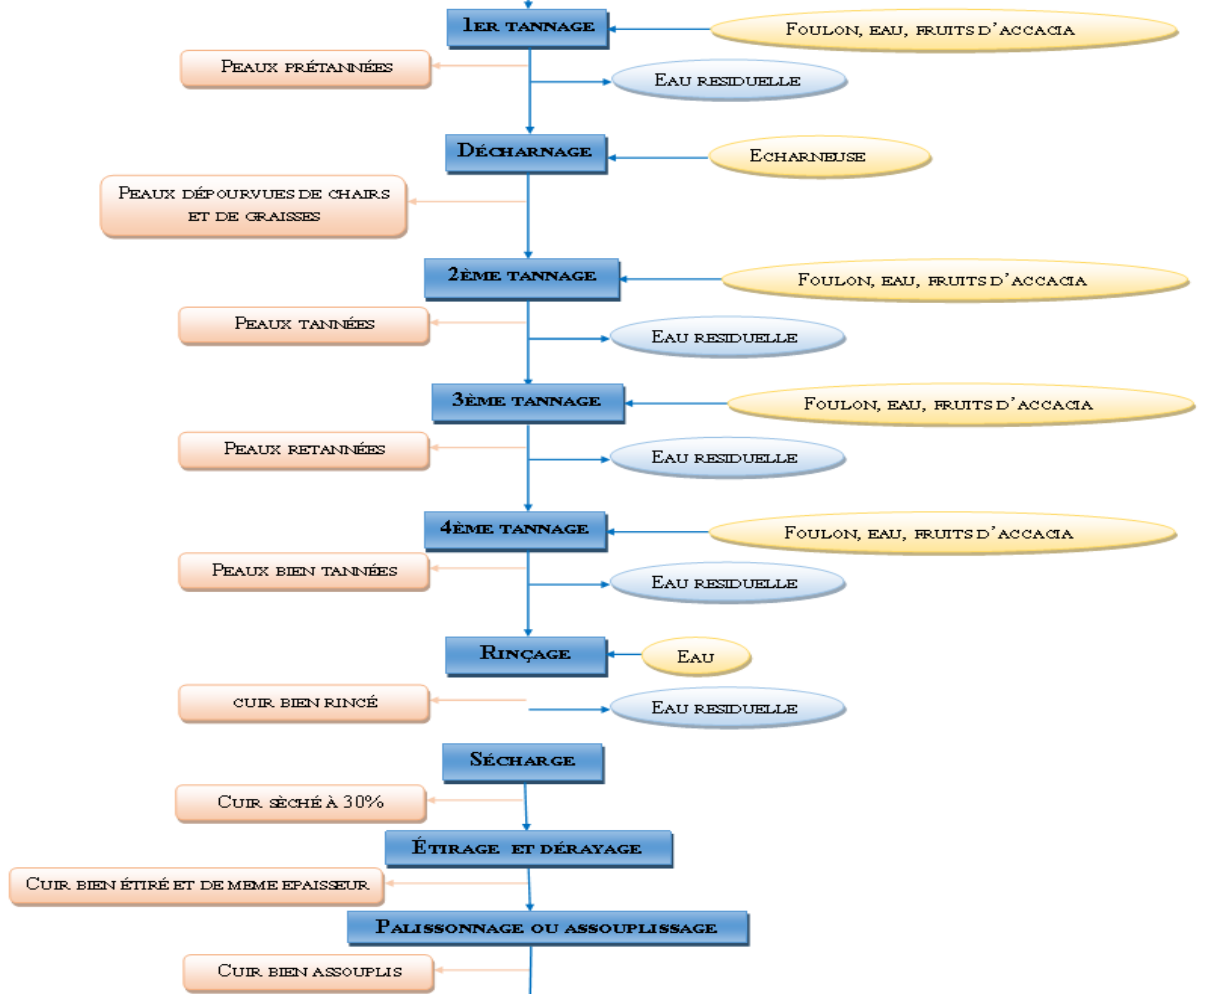 1ER TANNAGE
FOULON, EAU, FRUITS D'ACCACIA
PEAUX PRÉTANNÉES
EAU RESIDUELLE
DÉCHARNAGE
ECHARNEUSE
PEAUX DÉPOURVUES DE CHAIRS
ET DE GRAISSES
2ÈME TANNAGE
FOULON, EAU, FRUITS D'ACCACIA
PEAUX TANNÉES
EAU RESIDUELLE
3ÈME TANNAGE
FOULON, EAU, FRUITS D'ACCACIA
PEAUX RETANNÉES
EAU RESIDUELLE
4ÈME TANNAGE
FOULON, EAU, FRUITS D'ACCACIA
PEAUX BIEN TANNÉES
EAU RESIDUELLE
RINÇAGE
EAU
CUIR BIEN RINCÉ
EAU RESIDUELLE
SÉCHARGE
CUIR SÈCHÉ À 30%
ÉTIRAGE ET DÉRAYAGE
CUIR BIEN ÉTIRÉ ET DE MEME EPAISSEUR
PALISSONNAGE OU ASSOUPLISSAGE
CUIR BIEN ASSOUPLIS